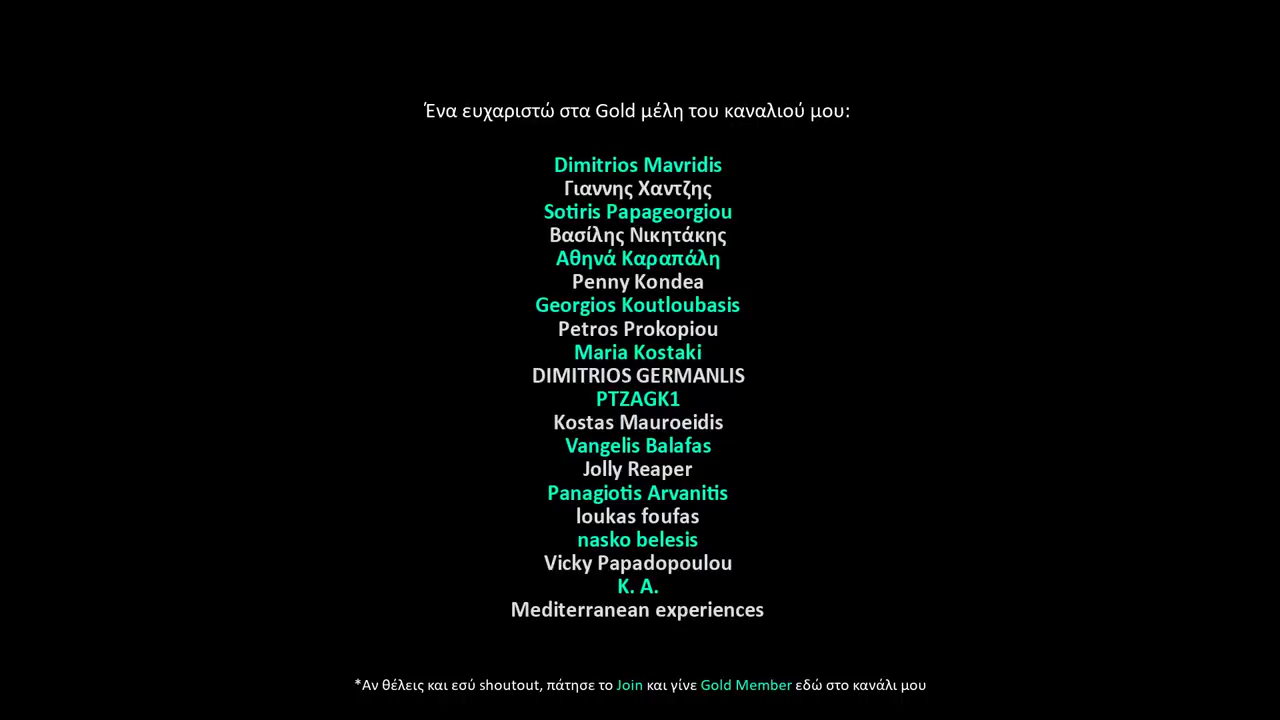 Ένα ευχαριστώ στα Gold μέλη του καναλιού μου:
Dimitrios Mavridis
Γιαννης Χαντζης
Sotiris Papageorgiou
Βασίλης Νικητάκης
Αθηνά Καραπάλη
Penny Kondea
Georgios Koutloubasis
Petros Prokopiou
Maria Kostaki
DIMITRIOS GERMANLIS
PTZAGK1
Kostas Mauroeidis
Vangelis Balafas
Jolly Reaper
Panagiotis Arvanitis
loukas foufas
nasko belesis
Vicky Papadopoulou
K. A.
Mediterranean experiences
*Αν θέλεις και εσύ shoutout, πάτησε το Join και γίνε Gold Member εδώ στο κανάλι μου